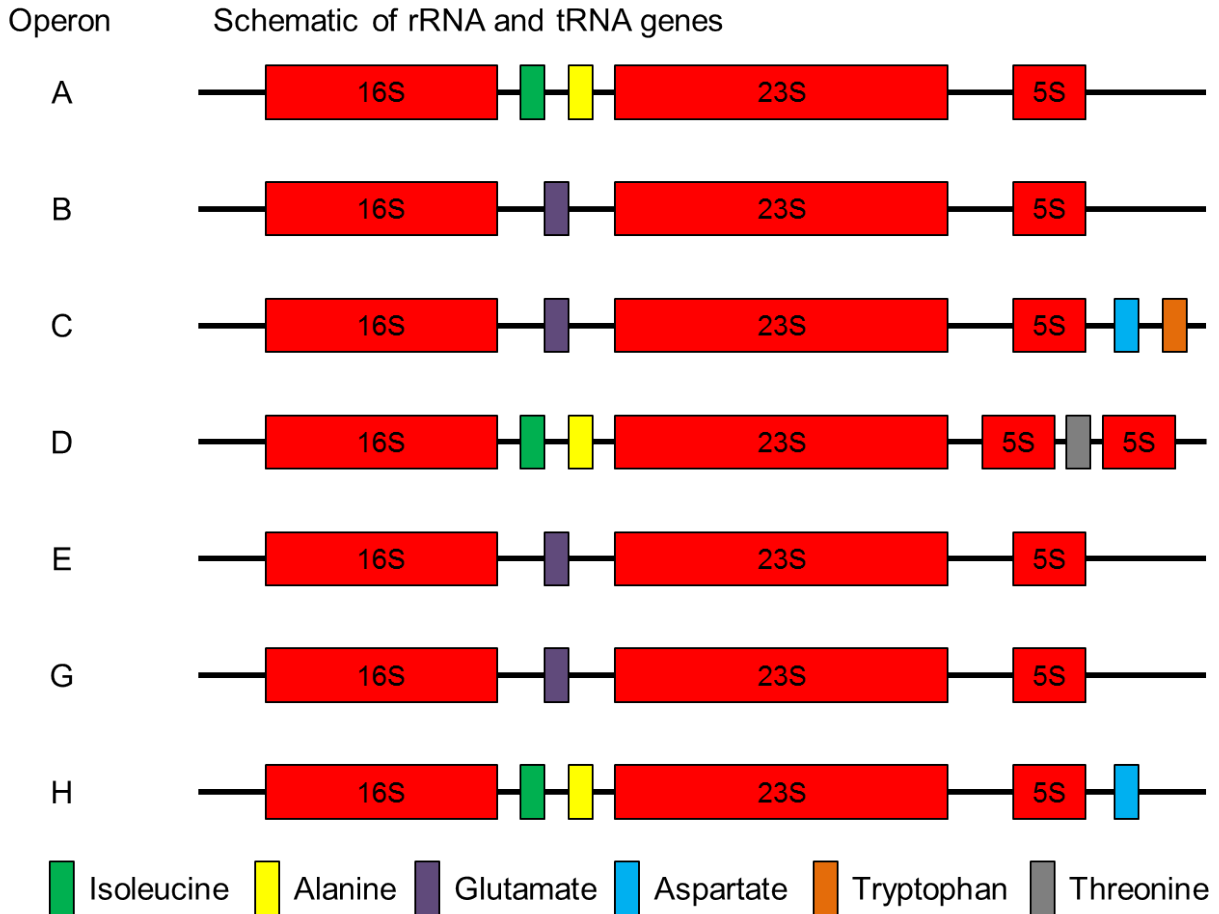 Operon Schematic of rRNA and tRNA genes
A 16S 23S 5S
B 16S 23S 5S
C 16S 23S 5S
D 16S 23S 5S 5S
E 16S 23S 5S
G 16S 23S 5S
H 16S 23S 5S
Isoleucine Alanine Glutamate Aspartate Tryptophan Threonine